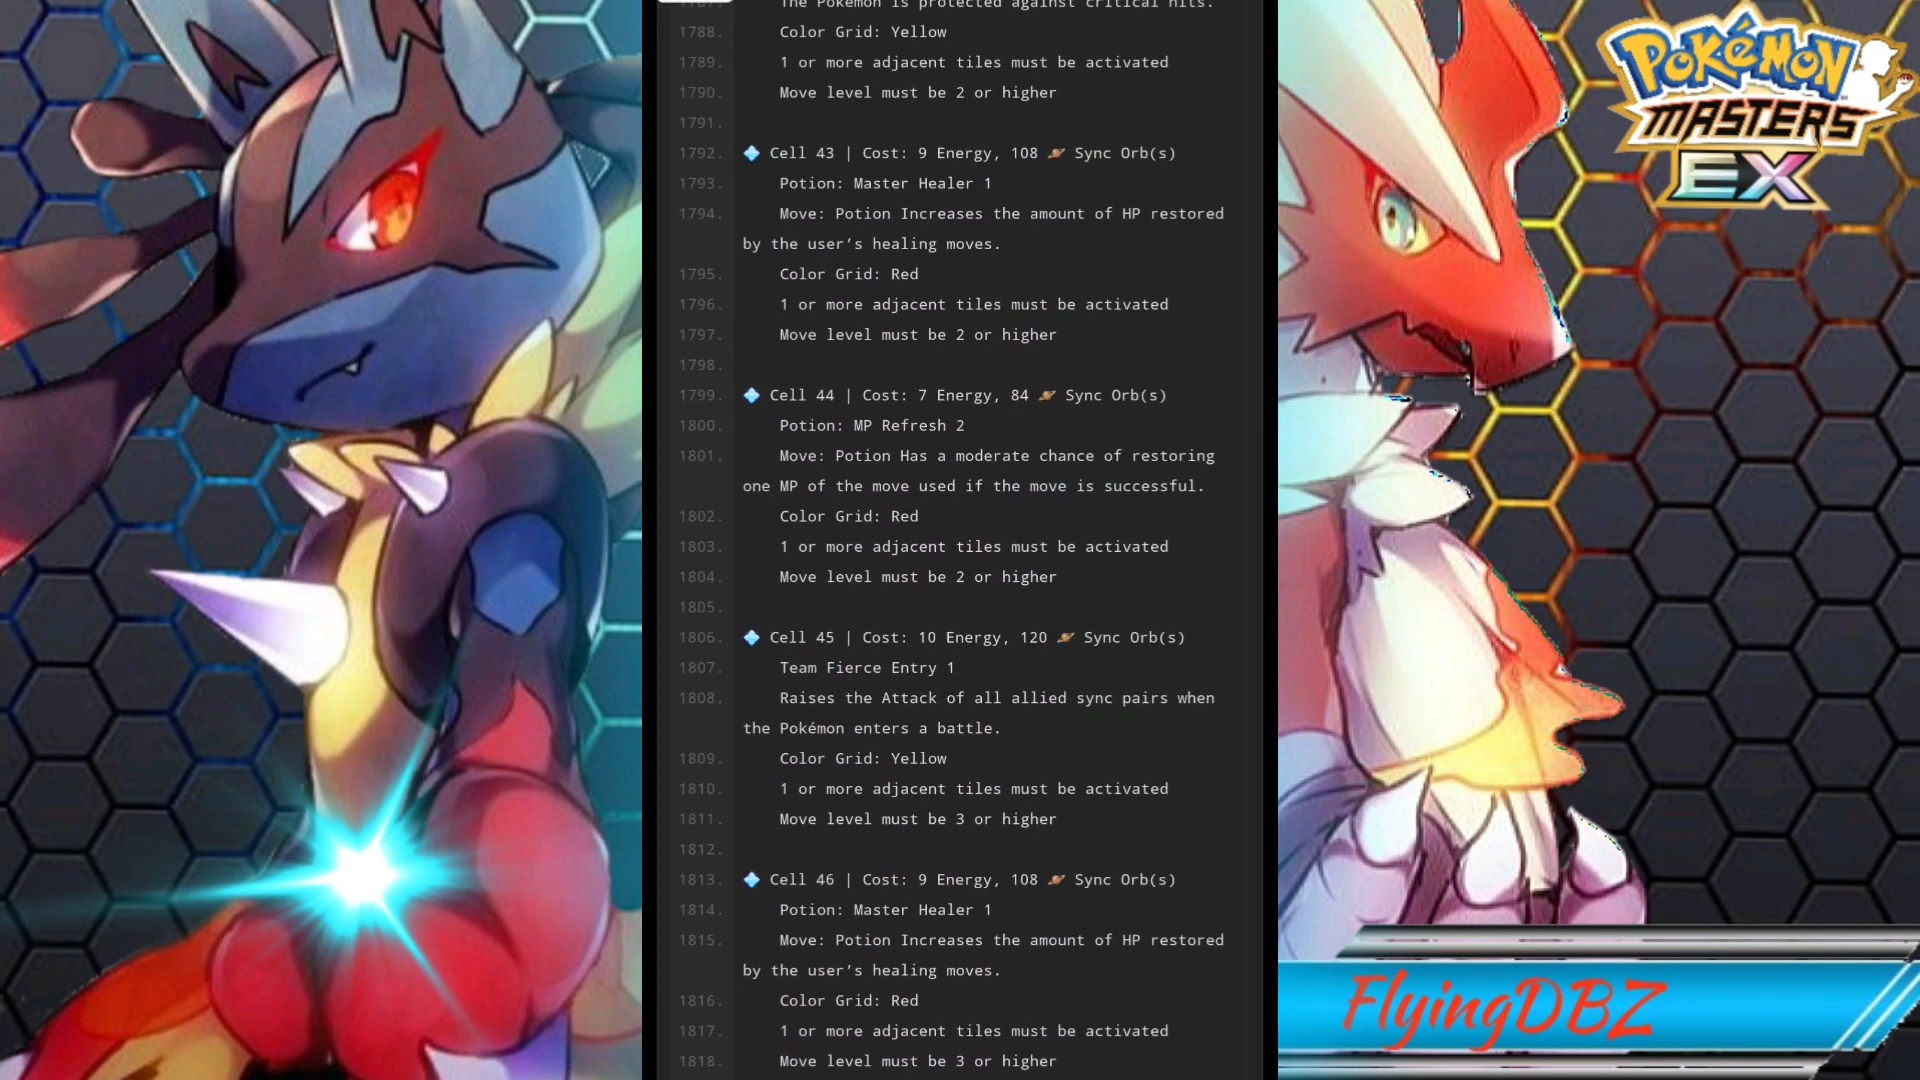 1787. The Pokémon is protected against critical hits.
1788. Color Grid: Yellow
1789. 1 or more adjacent tiles must be activated
1790. Move level must be 2 or higher
1791.
1792. 🔷 Cell 43 | Cost: 9 Energy, 108 🪐 Sync Orb(s)
1793. Potion: Master Healer 1
1794. Move: Potion Increases the amount of HP restored
by the user’s healing moves.
1795. Color Grid: Red
1796. 1 or more adjacent tiles must be activated
1797. Move level must be 2 or higher
1798.
1799. 🔷 Cell 44 | Cost: 7 Energy, 84 🪐 Sync Orb(s)
1800. Potion: MP Refresh 2
1801. Move: Potion Has a moderate chance of restoring
one MP of the move used if the move is successful.
1802. Color Grid: Red
1803. 1 or more adjacent tiles must be activated
1804. Move level must be 2 or higher
1805.
1806. 🔷 Cell 45 | Cost: 10 Energy, 120 🪐 Sync Orb(s)
1807. Team Fierce Entry 1
1808. Raises the Attack of all allied sync pairs when
the Pokémon enters a battle.
1809. Color Grid: Yellow
1810. 1 or more adjacent tiles must be activated
1811. Move level must be 3 or higher
1812.
1813. 🔷 Cell 46 | Cost: 9 Energy, 108 🪐 Sync Orb(s)
1814. Potion: Master Healer 1
1815. Move: Potion Increases the amount of HP restored
by the user’s healing moves.
1816. Color Grid: Red
1817. 1 or more adjacent tiles must be activated
1818. Move level must be 3 or higher
POKéMON
MASTERS
EX
FlyingDBZ